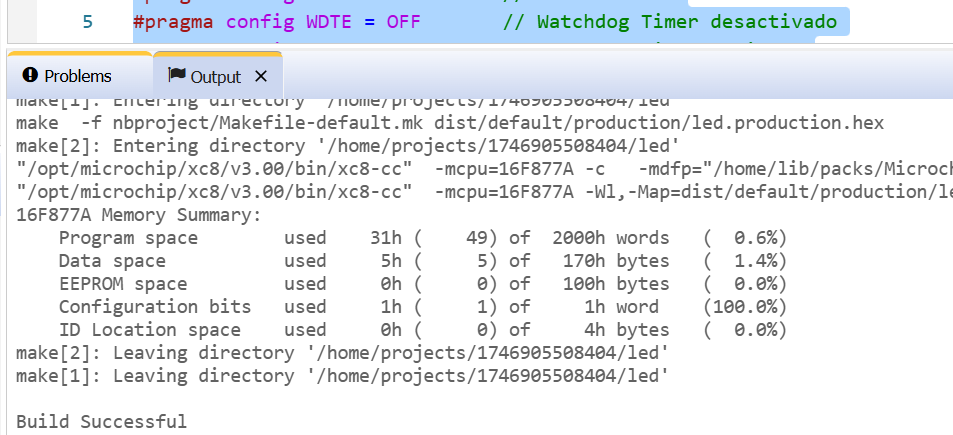 5 #pragma config WDTE = OFF // Watchdog Timer desactivado
Problems Output ×
make[1]: Entering directory '/home/projects/1746905508404/led'
make -f nbproject/Makefile-default.mk dist/default/production/led.production.hex
make[2]: Entering directory '/home/projects/1746905508404/led'
"/opt/microchip/xc8/v3.00/bin/xc8-cc" -mcpu=16F877A -c -mdfp="/home/lib/packs/Microch
"/opt/microchip/xc8/v3.00/bin/xc8-cc" -mcpu=16F877A -Wl,-Map=dist/default/production/le
16F877A Memory Summary:
Program space used 31h ( 49) of 2000h words ( 0.6%)
Data space used 5h ( 5) of 170h bytes ( 1.4%)
EEPROM space used 0h ( 0) of 100h bytes ( 0.0%)
Configuration bits used 1h ( 1) of 1h word (100.0%)
ID Location space used 0h ( 0) of 4h bytes ( 0.0%)
make[2]: Leaving directory '/home/projects/1746905508404/led'
make[1]: Leaving directory '/home/projects/1746905508404/led'
Build Successful